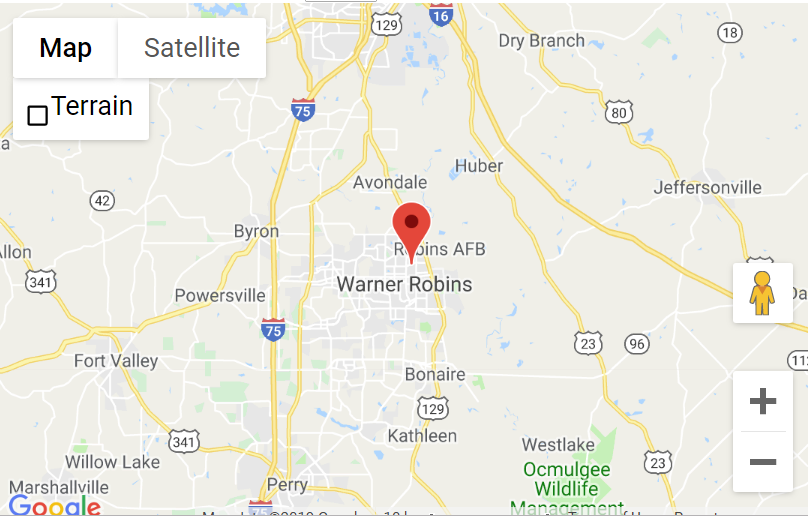 16
129
Map Satellite
Dry Branch
18
Terrain
75
80
a
Huber
Avondale
Jeffersonville
42
Byron
Robins AFB
341
Powersville
Warner Robins
75
23
96
Fort Valley
Bonaire
129
341
Kathleen
Westlake
Willow Lake
23
Ocmulgee
Wildlife
Management
Perry
Marshallville
Google